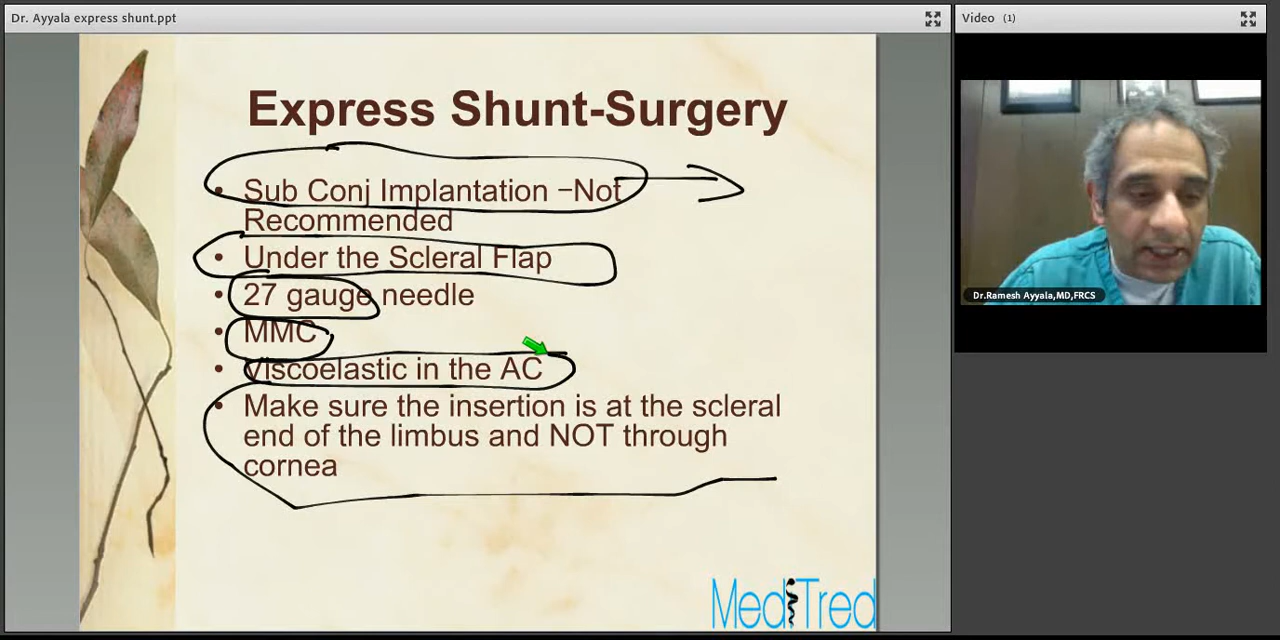 Dr. Ayyala express shunt.ppt
Video (1)
Express Shunt-Surgery
• Sub Conj Implantation –Not
Recommended
• Under the Scleral Flap
• 27 gauge needle
• MMC
• Viscoelastic in the AC
• Make sure the insertion is at the scleral
end of the limbus and NOT through
cornea
Dr.Ramesh Ayyala,MD,FRCS
MediTred